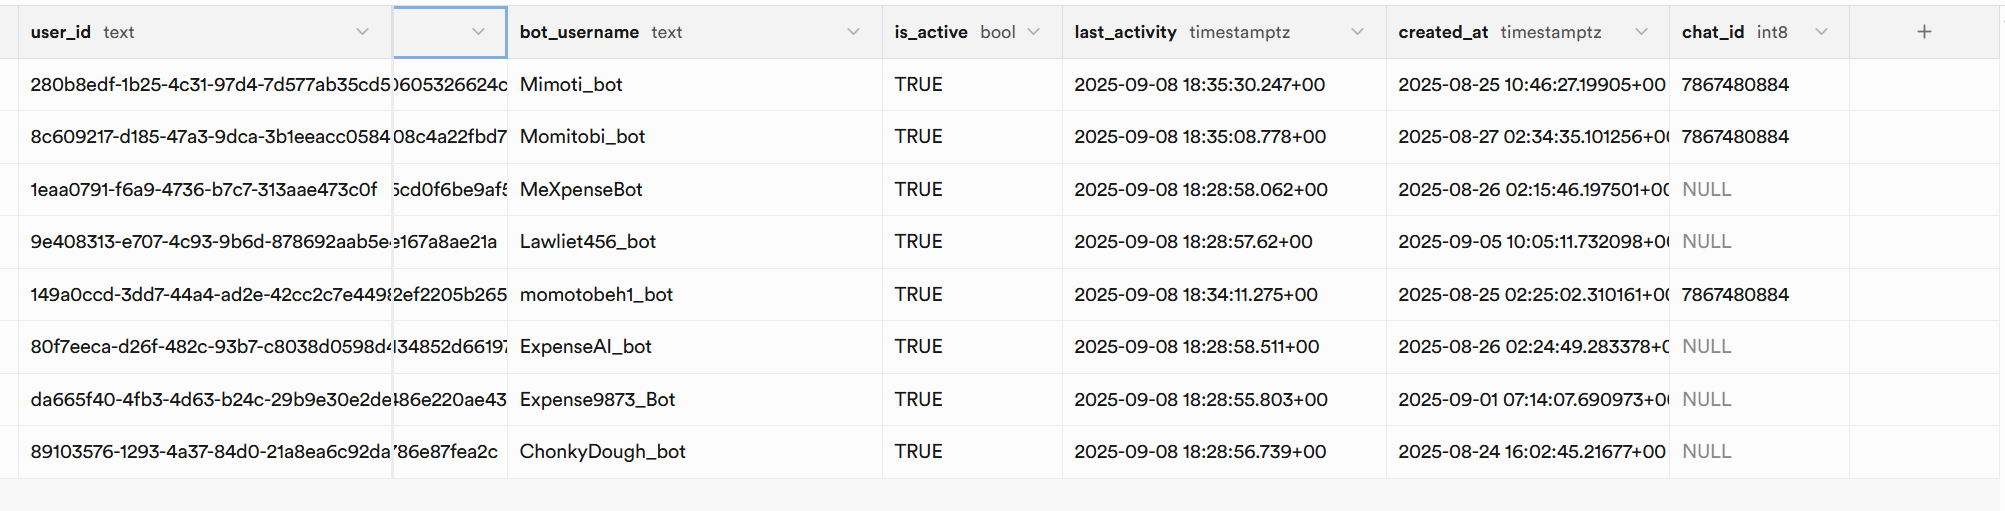 user_id text bot_username text is_active bool last_activity timestamptz created_at timestamptz chat_id int8 +
280b8edf-1b25-4c31-97d4-7d577ab35cd5 0605326624c Mimoti_bot TRUE 2025-09-08 18:35:30.247+00 2025-08-25 10:46:27.19905+00 7867480884
8c609217-d185-47a3-9dca-3b1eeacc0584 08c4a22fbd7 Momitobi_bot TRUE 2025-09-08 18:35:08.778+00 2025-08-27 02:34:35.101256+00 7867480884
1eaa0791-f6a9-4736-b7c7-313aae473c0f 5cd0f6be9af5 MeXpenseBot TRUE 2025-09-08 18:28:58.062+00 2025-08-26 02:15:46.197501+00 NULL
9e408313-e707-4c93-9b6d-878692aab5e e167a8ae21a Lawliet456_bot TRUE 2025-09-08 18:28:57.62+00 2025-09-05 10:05:11.732098+0 NULL
149a0ccd-3dd7-44a4-ad2e-42cc2c7e449 2ef2205b265 momotobeh1_bot TRUE 2025-09-08 18:34:11.275+00 2025-08-25 02:25:02.310161+0 7867480884
80f7eeca-d26f-482c-93b7-c8038d0598d 34852d66197 ExpenseAI_bot TRUE 2025-09-08 18:28:58.511+00 2025-08-26 02:24:49.283378+0 NULL
da665f40-4fb3-4d63-b24c-29b9e30e2de 486e220ae43 Expense9873_Bot TRUE 2025-09-08 18:28:55.803+00 2025-09-01 07:14:07.690973+0 NULL
89103576-1293-4a37-84d0-21a8ea6c92da 786e87fea2c ChonkyDough_bot TRUE 2025-09-08 18:28:56.739+00 2025-08-24 16:02:45.21677+00 NULL